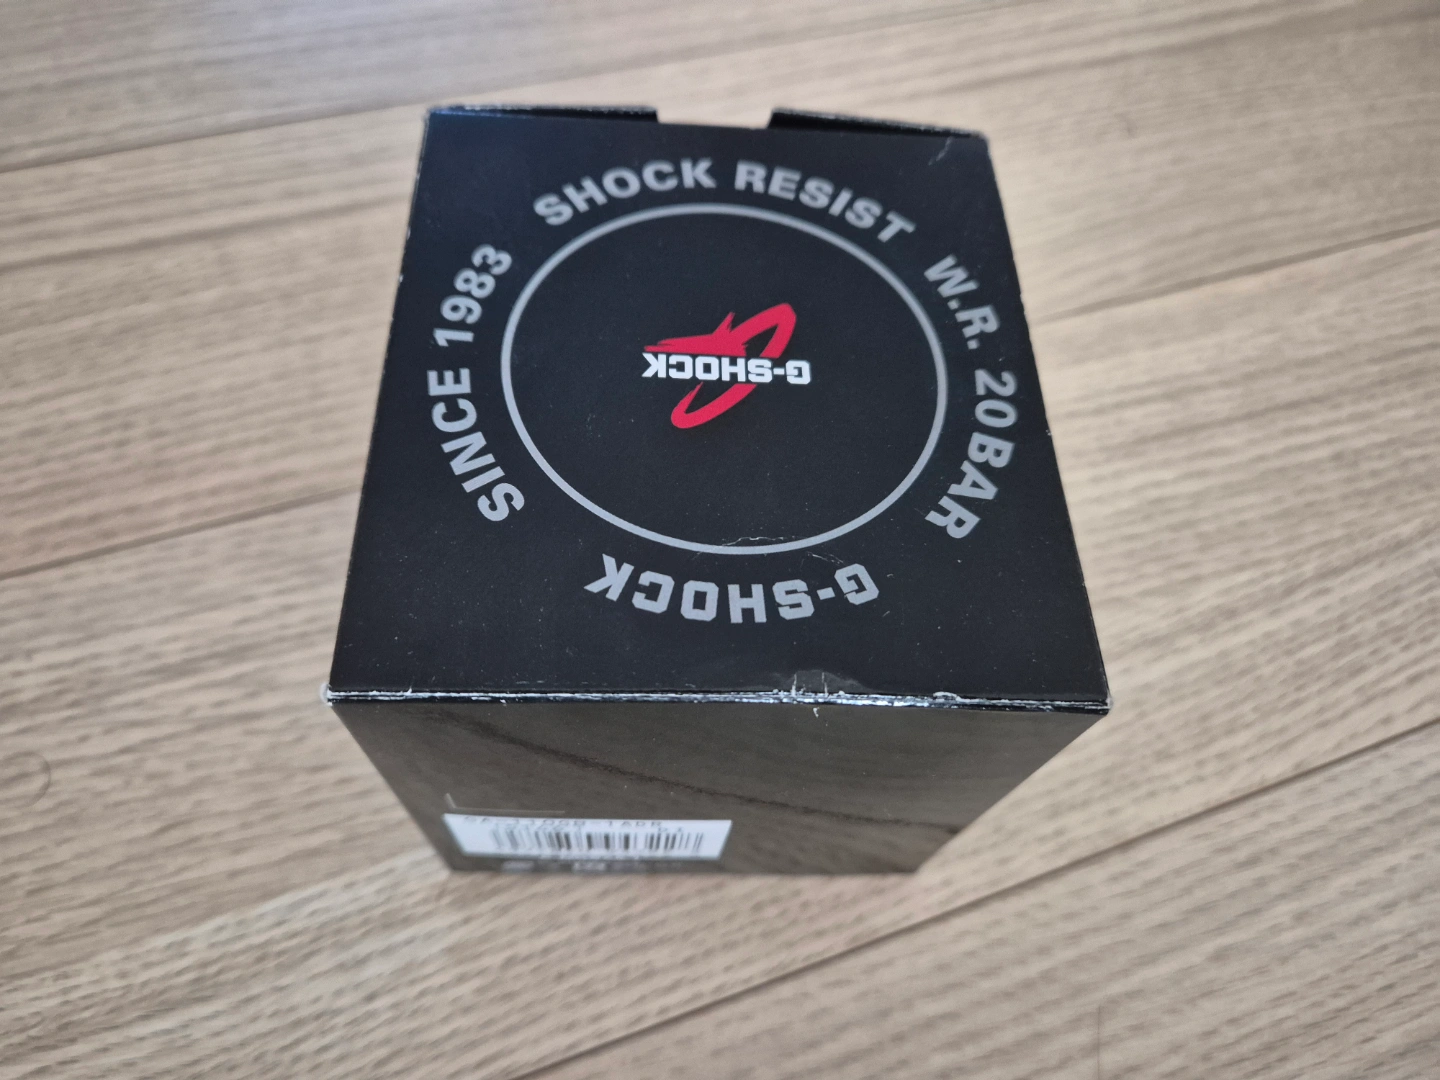 SHOCK RESIST
W.R. 20BAR
G-SHOCK
SINCE 1983
G-SHOCK